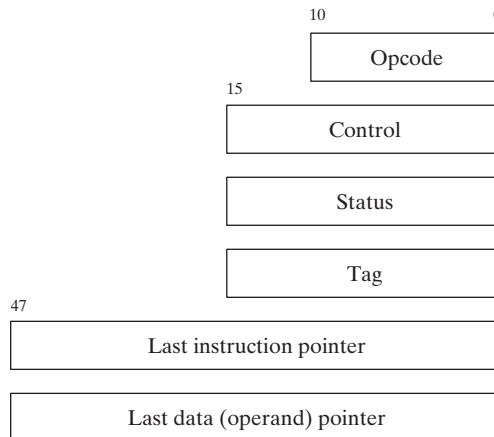 10
Opcode
15
Control
Status
Tag
47
Last instruction pointer
Last data (operand) pointer